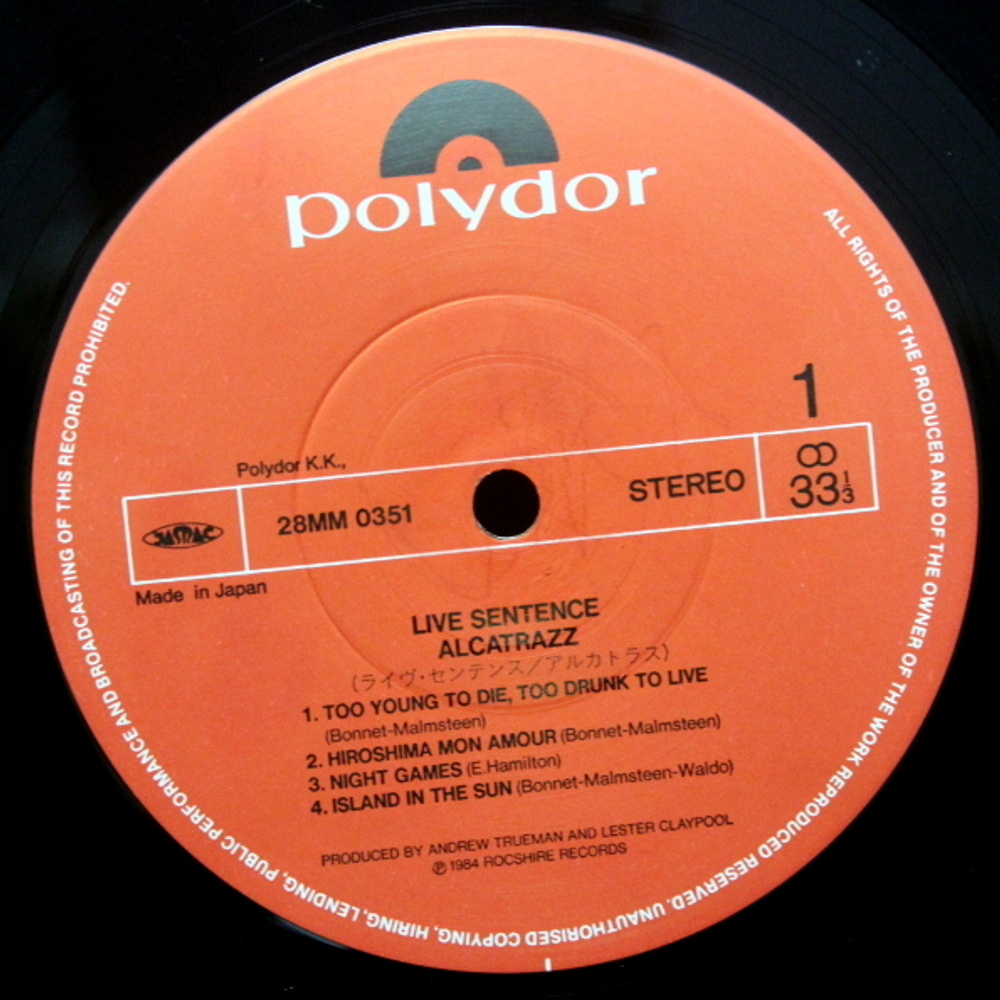 polydor
1
Polydor K.K.,
JASRAC
28MM 0351
STEREO
33 1/3
Made in Japan
LIVE SENTENCE
ALCATRAZZ
(ライヴ・センテンス/アルカトラス)
1. TOO YOUNG TO DIE, TOO DRUNK TO LIVE
(Bonnet-Malmsteen)
2. HIROSHIMA MON AMOUR (Bonnet-Malmsteen)
3. NIGHT GAMES (E.Hamilton)
4. ISLAND IN THE SUN (Bonnet-Malmsteen-Waldo)
PRODUCED BY ANDREW TRUEMAN AND LESTER CLAYPOOL
Ⓟ 1984 ROCSHIRE RECORDS
ALL RIGHTS OF THE PRODUCER AND OF THE OWNER OF THE WORK REPRODUCED RESERVED. UNAUTHORISED COPYING, HIRING, LENDING, PUBLIC PERFORMANCE AND BROADCASTING OF THIS RECORD PROHIBITED.